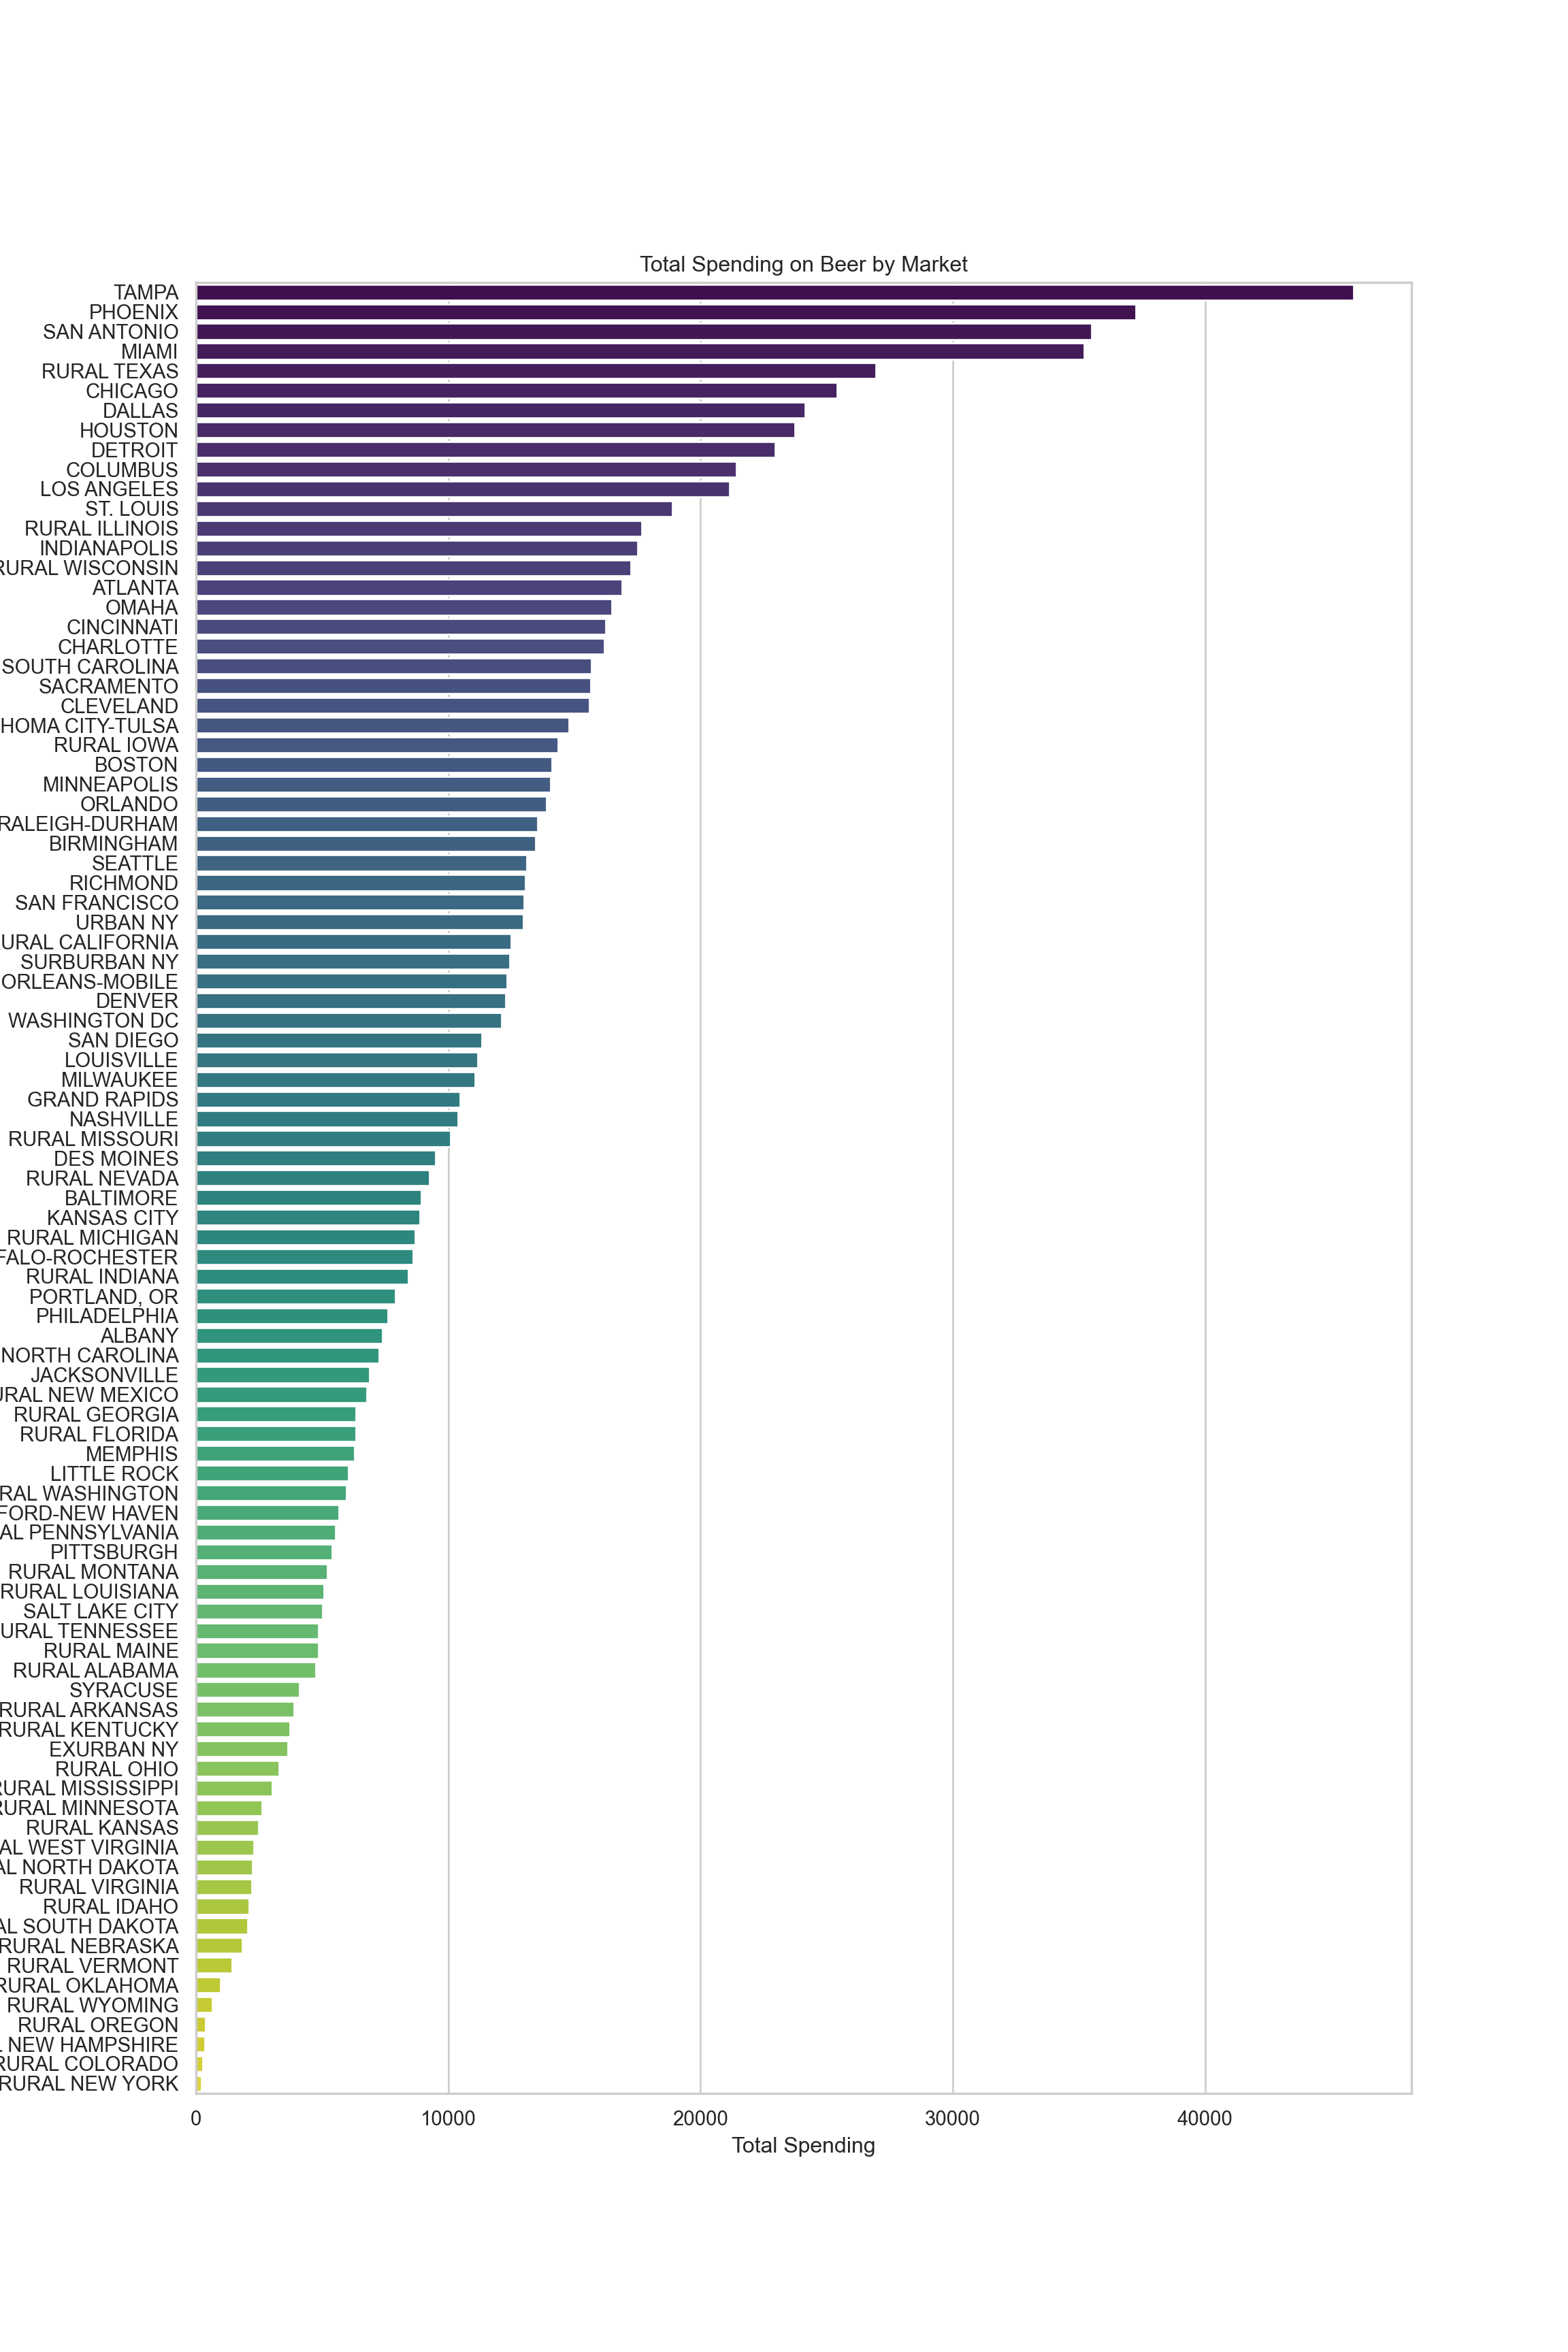 Total Spending on Beer by Market
TAMPA
PHOENIX
SAN ANTONIO
MIAMI
RURAL TEXAS
CHICAGO
DALLAS
HOUSTON
DETROIT
COLUMBUS
LOS ANGELES
ST. LOUIS
RURAL ILLINOIS
INDIANAPOLIS
RURAL WISCONSIN
ATLANTA
OMAHA
CINCINNATI
CHARLOTTE
SOUTH CAROLINA
SACRAMENTO
CLEVELAND
HOMA CITY-TULSA
RURAL IOWA
BOSTON
MINNEAPOLIS
ORLANDO
RALEIGH-DURHAM
BIRMINGHAM
SEATTLE
RICHMOND
SAN FRANCISCO
URBAN NY
URAL CALIFORNIA
SURBURBAN NY
ORLEANS-MOBILE
DENVER
WASHINGTON DC
SAN DIEGO
LOUISVILLE
MILWAUKEE
GRAND RAPIDS
NASHVILLE
RURAL MISSOURI
DES MOINES
RURAL NEVADA
BALTIMORE
KANSAS CITY
RURAL MICHIGAN
FALO-ROCHESTER
RURAL INDIANA
PORTLAND, OR
PHILADELPHIA
ALBANY
NORTH CAROLINA
JACKSONVILLE
URAL NEW MEXICO
RURAL GEORGIA
RURAL FLORIDA
MEMPHIS
LITTLE ROCK
RAL WASHINGTON
FORD-NEW HAVEN
AL PENNSYLVANIA
PITTSBURGH
RURAL MONTANA
RURAL LOUISIANA
SALT LAKE CITY
URAL TENNESSEE
RURAL MAINE
RURAL ALABAMA
SYRACUSE
RURAL ARKANSAS
RURAL KENTUCKY
EXURBAN NY
RURAL OHIO
RURAL MISSISSIPPI
RURAL MINNESOTA
RURAL KANSAS
AL WEST VIRGINIA
AL NORTH DAKOTA
RURAL VIRGINIA
RURAL IDAHO
AL SOUTH DAKOTA
RURAL NEBRASKA
RURAL VERMONT
RURAL OKLAHOMA
RURAL WYOMING
RURAL OREGON
NEW HAMPSHIRE
RURAL COLORADO
RURAL NEW YORK
0 10000 20000 30000 40000
Total Spending